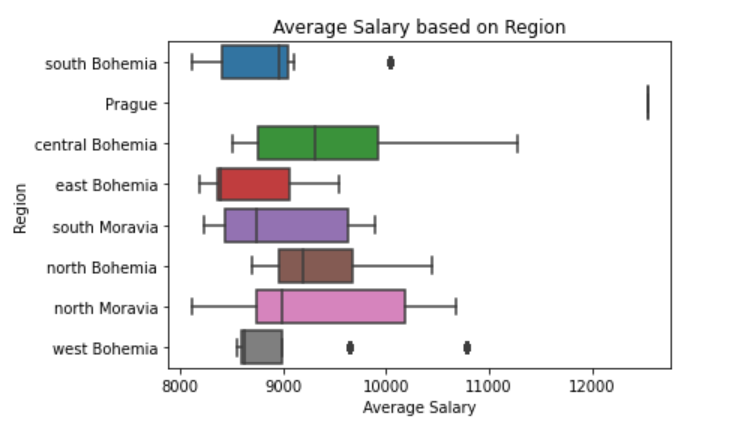 Average Salary based on Region
south Bohemia
Prague
central Bohemia
east Bohemia
south Moravia
north Bohemia
north Moravia
west Bohemia
Region
8000 9000 10000 11000 12000
Average Salary